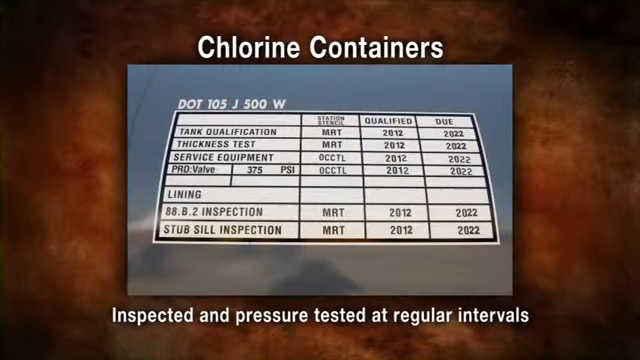 Chlorine Containers
DOT 105 J 500 W
STATION STENCIL QUALIFIED DUE
TANK QUALIFICATION MRT 2012 2022
THICKNESS TEST MRT 2012 2022
SERVICE EQUIPMENT OCCTL 2012 2022
PRD:Valve 375 PSI OCCTL 2012 2022
LINING
88.B.2 INSPECTION MRT 2012 2022
STUB SILL INSPECTION MRT 2012 2022
Inspected and pressure tested at regular intervals